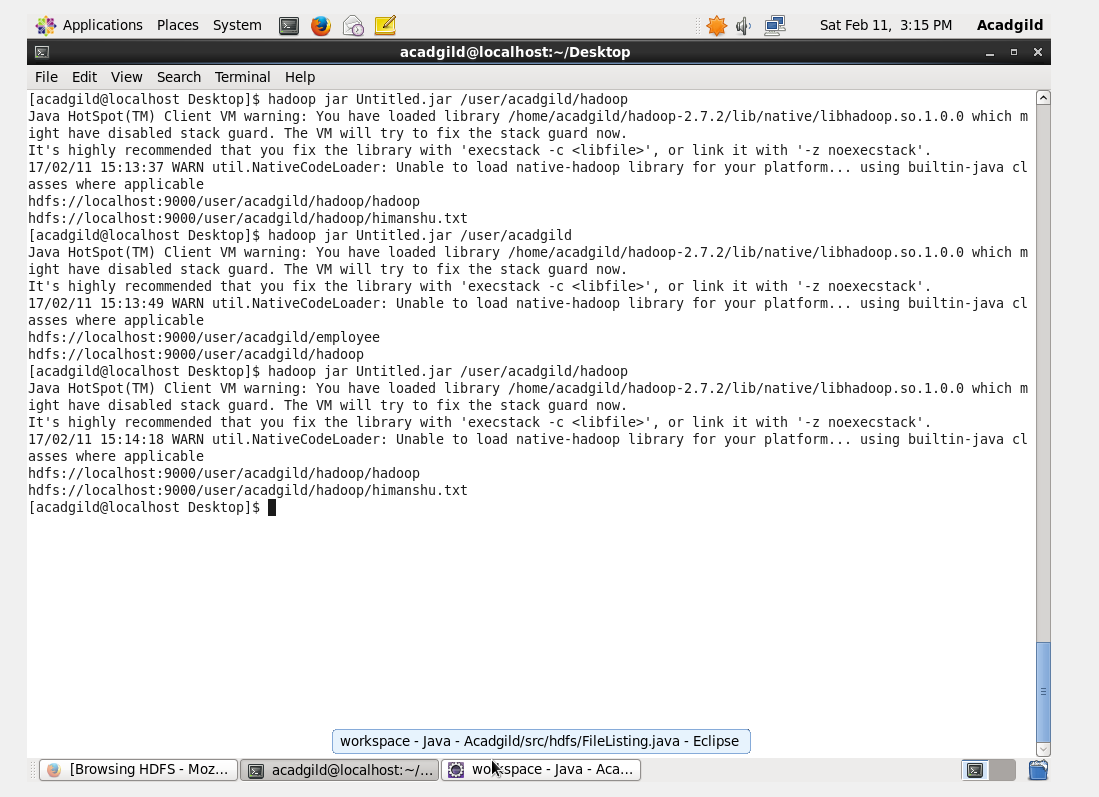 Applications Places System Sat Feb 11, 3:15 PM Acadgild
acadgild@localhost:~/Desktop
File Edit View Search Terminal Help
[acadgild@localhost Desktop]$ hadoop jar Untitled.jar /user/acadgild/hadoop
Java HotSpot(TM) Client VM warning: You have loaded library /home/acadgild/hadoop-2.7.2/lib/native/libhadoop.so.1.0.0 which m
ight have disabled stack guard. The VM will try to fix the stack guard now.
It's highly recommended that you fix the library with 'execstack -c <libfile>', or link it with '-z noexecstack'.
17/02/11 15:13:37 WARN util.NativeCodeLoader: Unable to load native-hadoop library for your platform... using builtin-java cl
asses where applicable
hdfs://localhost:9000/user/acadgild/hadoop/hadoop
hdfs://localhost:9000/user/acadgild/hadoop/himanshu.txt
[acadgild@localhost Desktop]$ hadoop jar Untitled.jar /user/acadgild
Java HotSpot(TM) Client VM warning: You have loaded library /home/acadgild/hadoop-2.7.2/lib/native/libhadoop.so.1.0.0 which m
ight have disabled stack guard. The VM will try to fix the stack guard now.
It's highly recommended that you fix the library with 'execstack -c <libfile>', or link it with '-z noexecstack'.
17/02/11 15:13:49 WARN util.NativeCodeLoader: Unable to load native-hadoop library for your platform... using builtin-java cl
asses where applicable
hdfs://localhost:9000/user/acadgild/employee
hdfs://localhost:9000/user/acadgild/hadoop
[acadgild@localhost Desktop]$ hadoop jar Untitled.jar /user/acadgild/hadoop
Java HotSpot(TM) Client VM warning: You have loaded library /home/acadgild/hadoop-2.7.2/lib/native/libhadoop.so.1.0.0 which m
ight have disabled stack guard. The VM will try to fix the stack guard now.
It's highly recommended that you fix the library with 'execstack -c <libfile>', or link it with '-z noexecstack'.
17/02/11 15:14:18 WARN util.NativeCodeLoader: Unable to load native-hadoop library for your platform... using builtin-java cl
asses where applicable
hdfs://localhost:9000/user/acadgild/hadoop/hadoop
hdfs://localhost:9000/user/acadgild/hadoop/himanshu.txt
[acadgild@localhost Desktop]$
workspace - Java - Acadgild/src/hdfs/FileListing.java - Eclipse
[Browsing HDFS - Moz... acadgild@localhost:~/... workspace - Java - Aca...